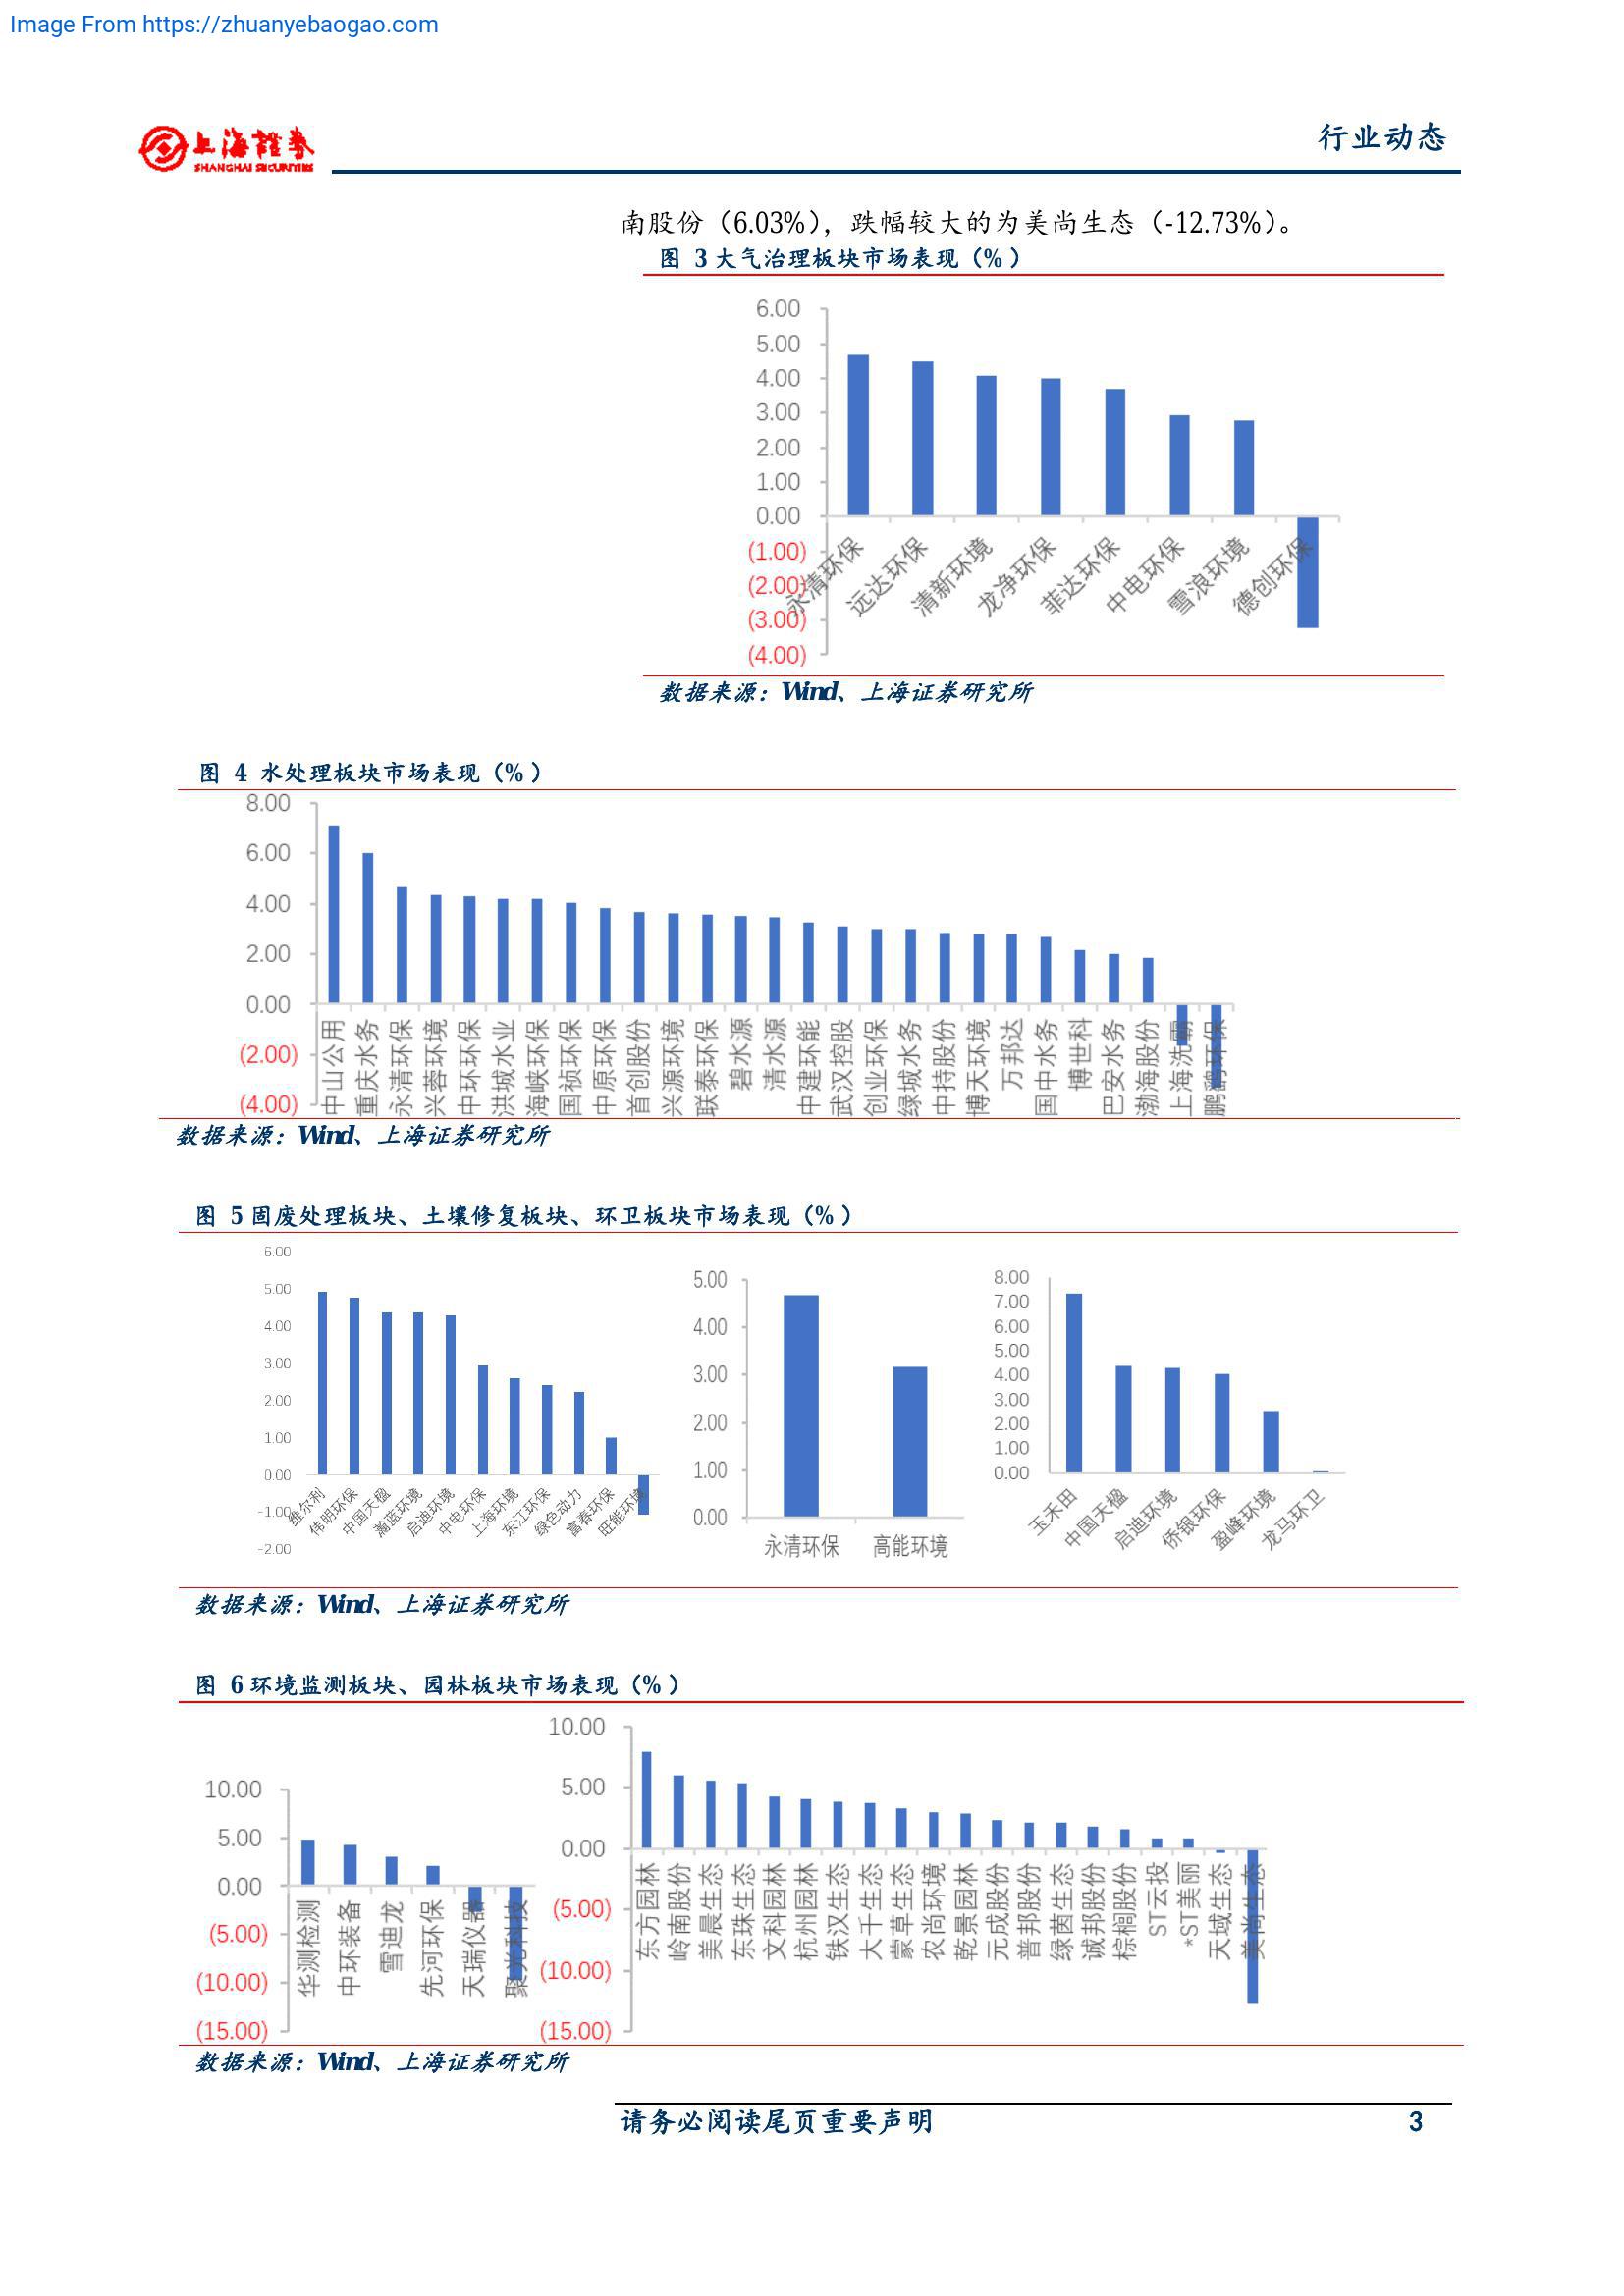 Image From https://zhuanyebaogao.com
上海證券
SHANGHAI SECURITIES
行业动态
南股份（6.03%），跌幅较大的为美尚生态（-12.73%）。
图 3 大气治理板块市场表现（%）
6.00
5.00
4.00
3.00
2.00
1.00
0.00
(1.00)
(2.00)
(3.00)
(4.00)
永清环保 远达环保 清新环境 龙净环保 菲达环保 中电环保 雪浪环境 德创环保
数据来源：Wind、上海证券研究所
图 4 水处理板块市场表现（%）
8.00
6.00
4.00
2.00
0.00
(2.00)
(4.00)
中山公用 重庆水务 永清环保 兴蓉环境 中环环保 洪城水业 海峡环保 国祯环保 中原环保 首创股份 兴源环境 联泰环保 碧水源 清水源 中建环能 武汉控股 创业环保 绿城水务 中持股份 博天环境 万邦达 国中水务 博世科 巴安水务 渤海股份 上海洗霸 鹏鹞环保
数据来源：Wind、上海证券研究所
图 5 固废处理板块、土壤修复板块、环卫板块市场表现（%）
6.00
5.00
4.00
3.00
2.00
1.00
0.00
-1.00
-2.00
维尔利 伟明环保 中国天楹 瀚蓝环境 启迪环境 中电环保 上海环境 东江环保 绿色动力 富春环保 旺能环境
5.00
4.00
3.00
2.00
1.00
0.00
永清环保 高能环境
8.00
7.00
6.00
5.00
4.00
3.00
2.00
1.00
0.00
玉禾田 中国天楹 启迪环境 侨银环保 盈峰环境 龙马环卫
数据来源：Wind、上海证券研究所
图 6 环境监测板块、园林板块市场表现（%）
10.00
5.00
0.00
(5.00)
(10.00)
(15.00)
华测检测 中环装备 雪迪龙 先河环保 天瑞仪器 聚光科技
10.00
5.00
0.00
(5.00)
(10.00)
(15.00)
东方园林 岭南股份 美晨生态 东珠生态 文科园林 杭州园林 铁汉生态 大千生态 蒙草生态 农尚环境 乾景园林 元成股份 普邦股份 绿茵生态 诚邦股份 棕榈股份 ST云投 *ST美丽 天域生态 美尚生态
数据来源：Wind、上海证券研究所
请务必阅读尾页重要声明
3